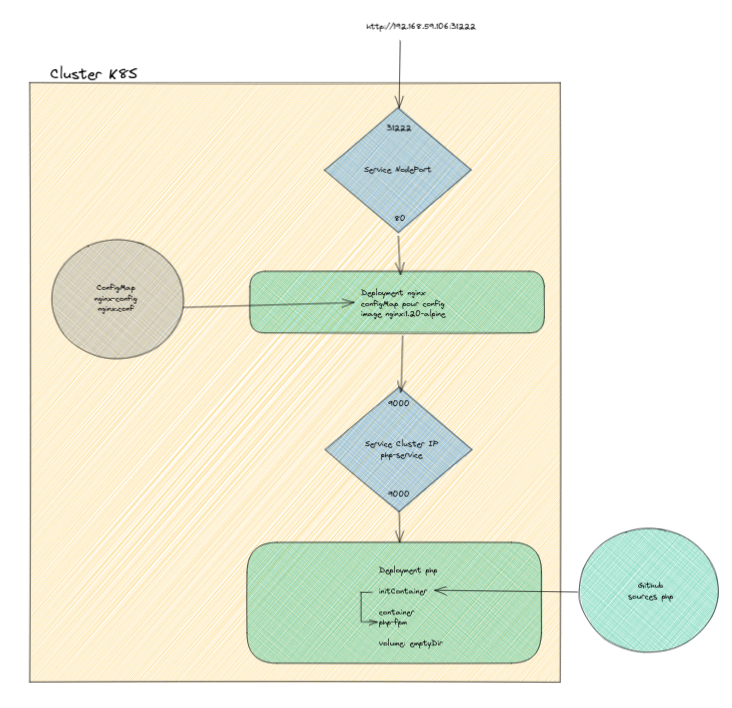 http://192.168.59.106:31222
Cluster K8S
31222
Service NodePort
80
ConfigMap
nginx-config
nginx.conf
Deployment nginx
configMap pour config
image nginx:1.20-alpine
9000
Service Cluster IP
php-service
9000
Deployment php
initContainer
container
php-fpm
volume: emptyDir
Github
sources php